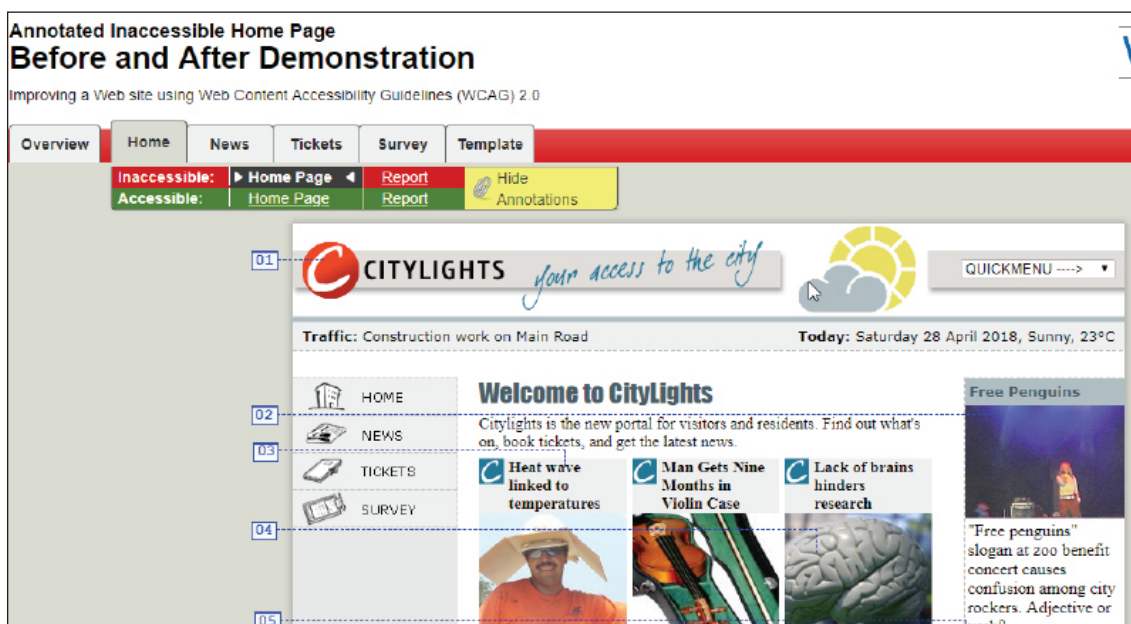 Annotated Inaccessible Home Page
Before and After Demonstration
Improving a Web site using Web Content Accessibility Guidelines (WCAG) 2.0
Overview Home News Tickets Survey Template
Inaccessible: Home Page Report
Accessible: Home Page Report
Hide
Annotations
01
CITYLIGHTS your access to the city
QUICKMENU ---->
Traffic: Construction work on Main Road
Today: Saturday 28 April 2018, Sunny, 23°C
HOME
NEWS
TICKETS
SURVEY
02
03
04
05
Welcome to CityLights
Citylights is the new portal for visitors and residents. Find out what's
on, book tickets, and get the latest news.
Heat wave
linked to
temperatures
Man Gets Nine
Months in
Violin Case
Lack of brains
hinders
research
Free Penguins
"Free penguins"
slogan at zoo benefit
concert causes
confusion among city
rockers. Adjective or